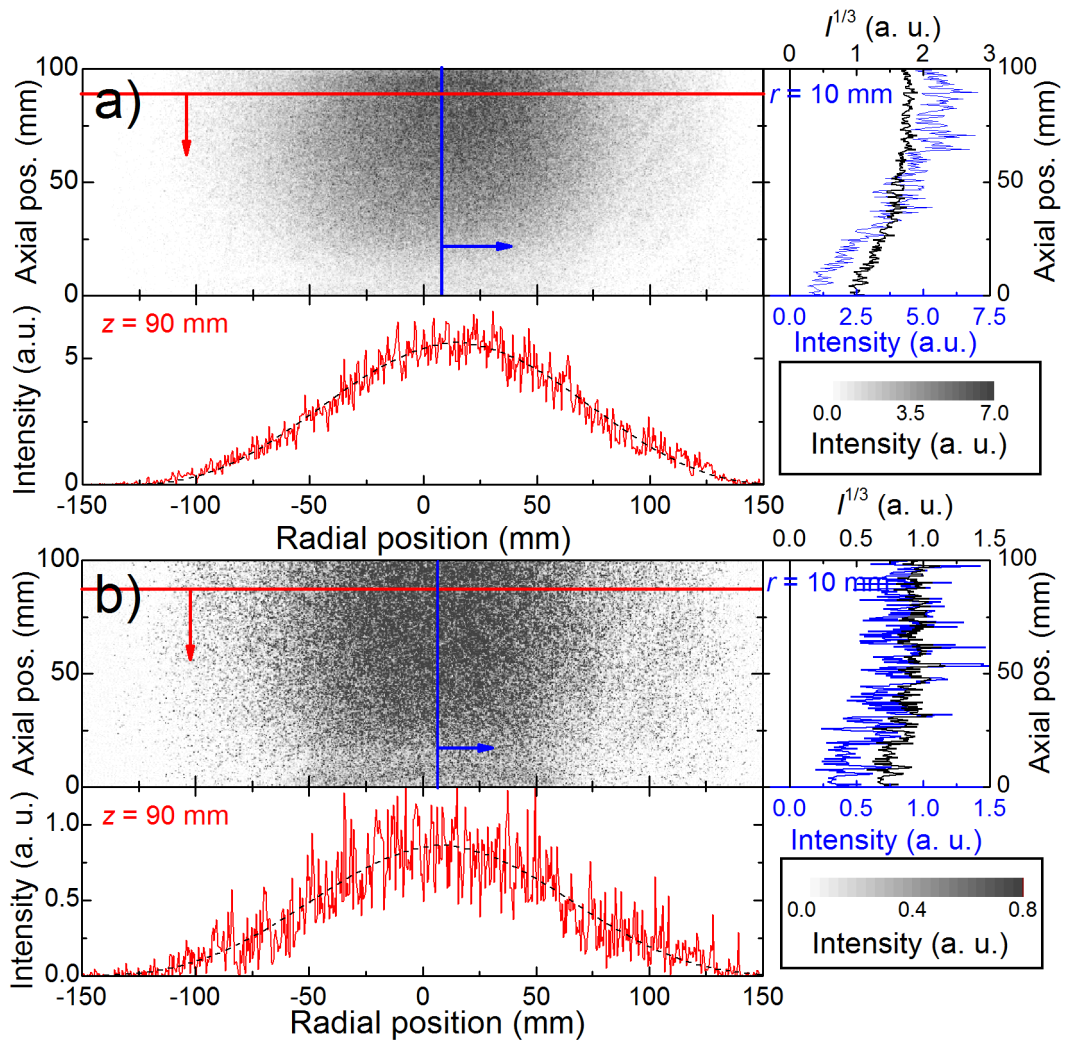 I1/3 (a. u.)
0 1 2 3
a)
r = 10 mm
100
50
0
Axial pos. (mm)
100
50
0
Axial pos. (mm)
0.0 2.5 5.0 7.5
Intensity (a.u.)
z = 90 mm
5
0
Intensity (a.u.)
-150 -100 -50 0 50 100 150
Radial position (mm)
0.0 3.5 7.0
Intensity (a. u.)
I1/3 (a. u.)
0.0 0.5 1.0 1.5
b)
r = 10 mm
100
50
0
Axial pos. (mm)
100
50
0
Axial pos. (mm)
0.0 0.5 1.0 1.5
Intensity (a. u.)
z = 90 mm
1.0
0.5
0.0
Intensity (a. u.)
-150 -100 -50 0 50 100 150
Radial position (mm)
0.0 0.4 0.8
Intensity (a. u.)